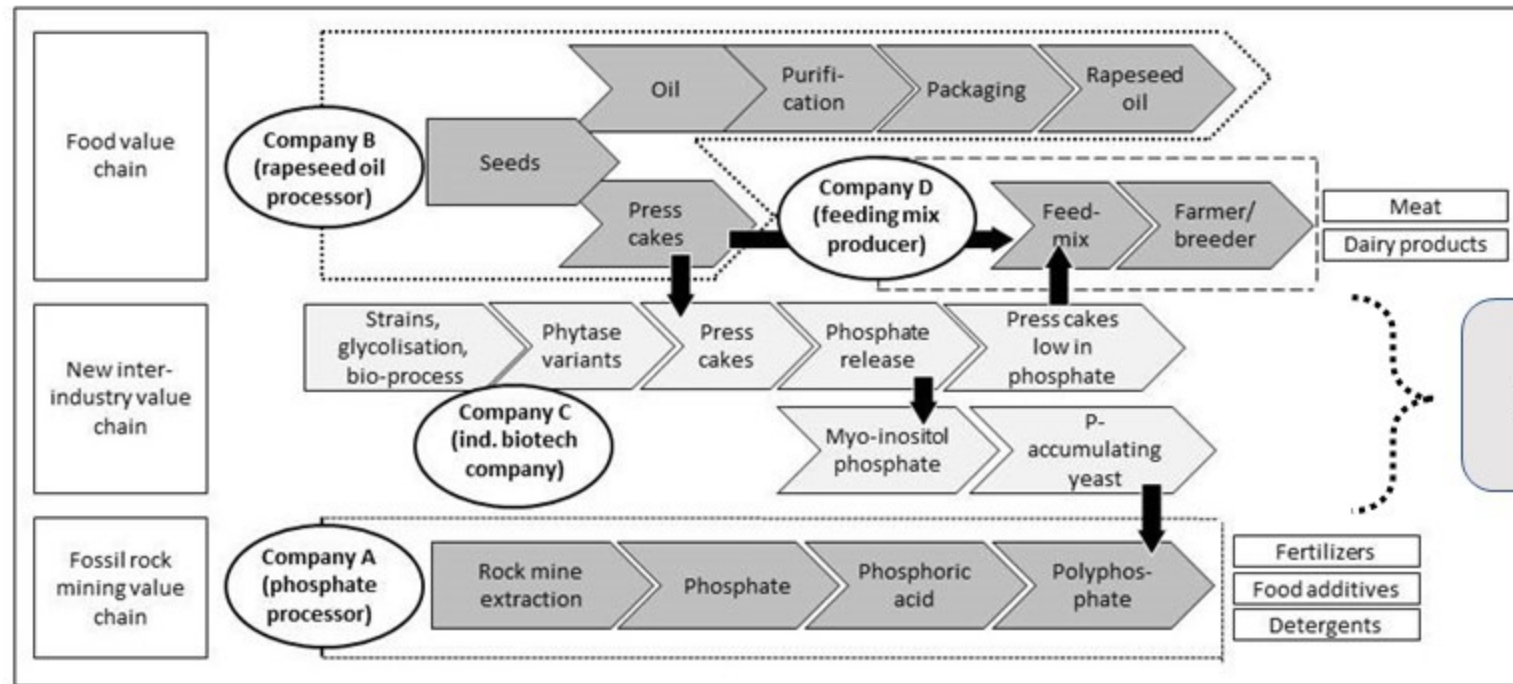 Food value
chain
Company B
(rapeseed oil
processor)
Seeds
Oil
Purifi-
cation
Packaging
Rapeseed
oil
Press
cakes
Company D
(feeding mix
producer)
Feed-
mix
Farmer/
breeder
Meat
Dairy products
New inter-
industry value
chain
Strains,
glycolisation,
bio-process
Phytase
variants
Press
cakes
Phosphate
release
Press cakes
low in
phosphate
Company C
(ind. biotech
company)
Myo-inositol
phosphate
P-
accumulating
yeast
Fossil rock
mining value
chain
Company A
(phosphate
processor)
Rock mine
extraction
Phosphate
Phosphoric
acid
Polyphos-
phate
Fertilizers
Food additives
Detergents